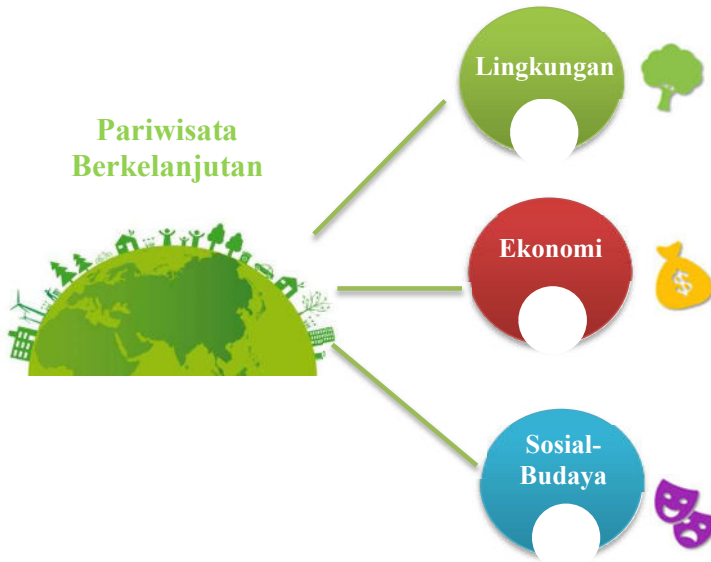 Pariwisata
Berkelanjutan
Lingkungan
Ekonomi
$
Sosial-
Budaya